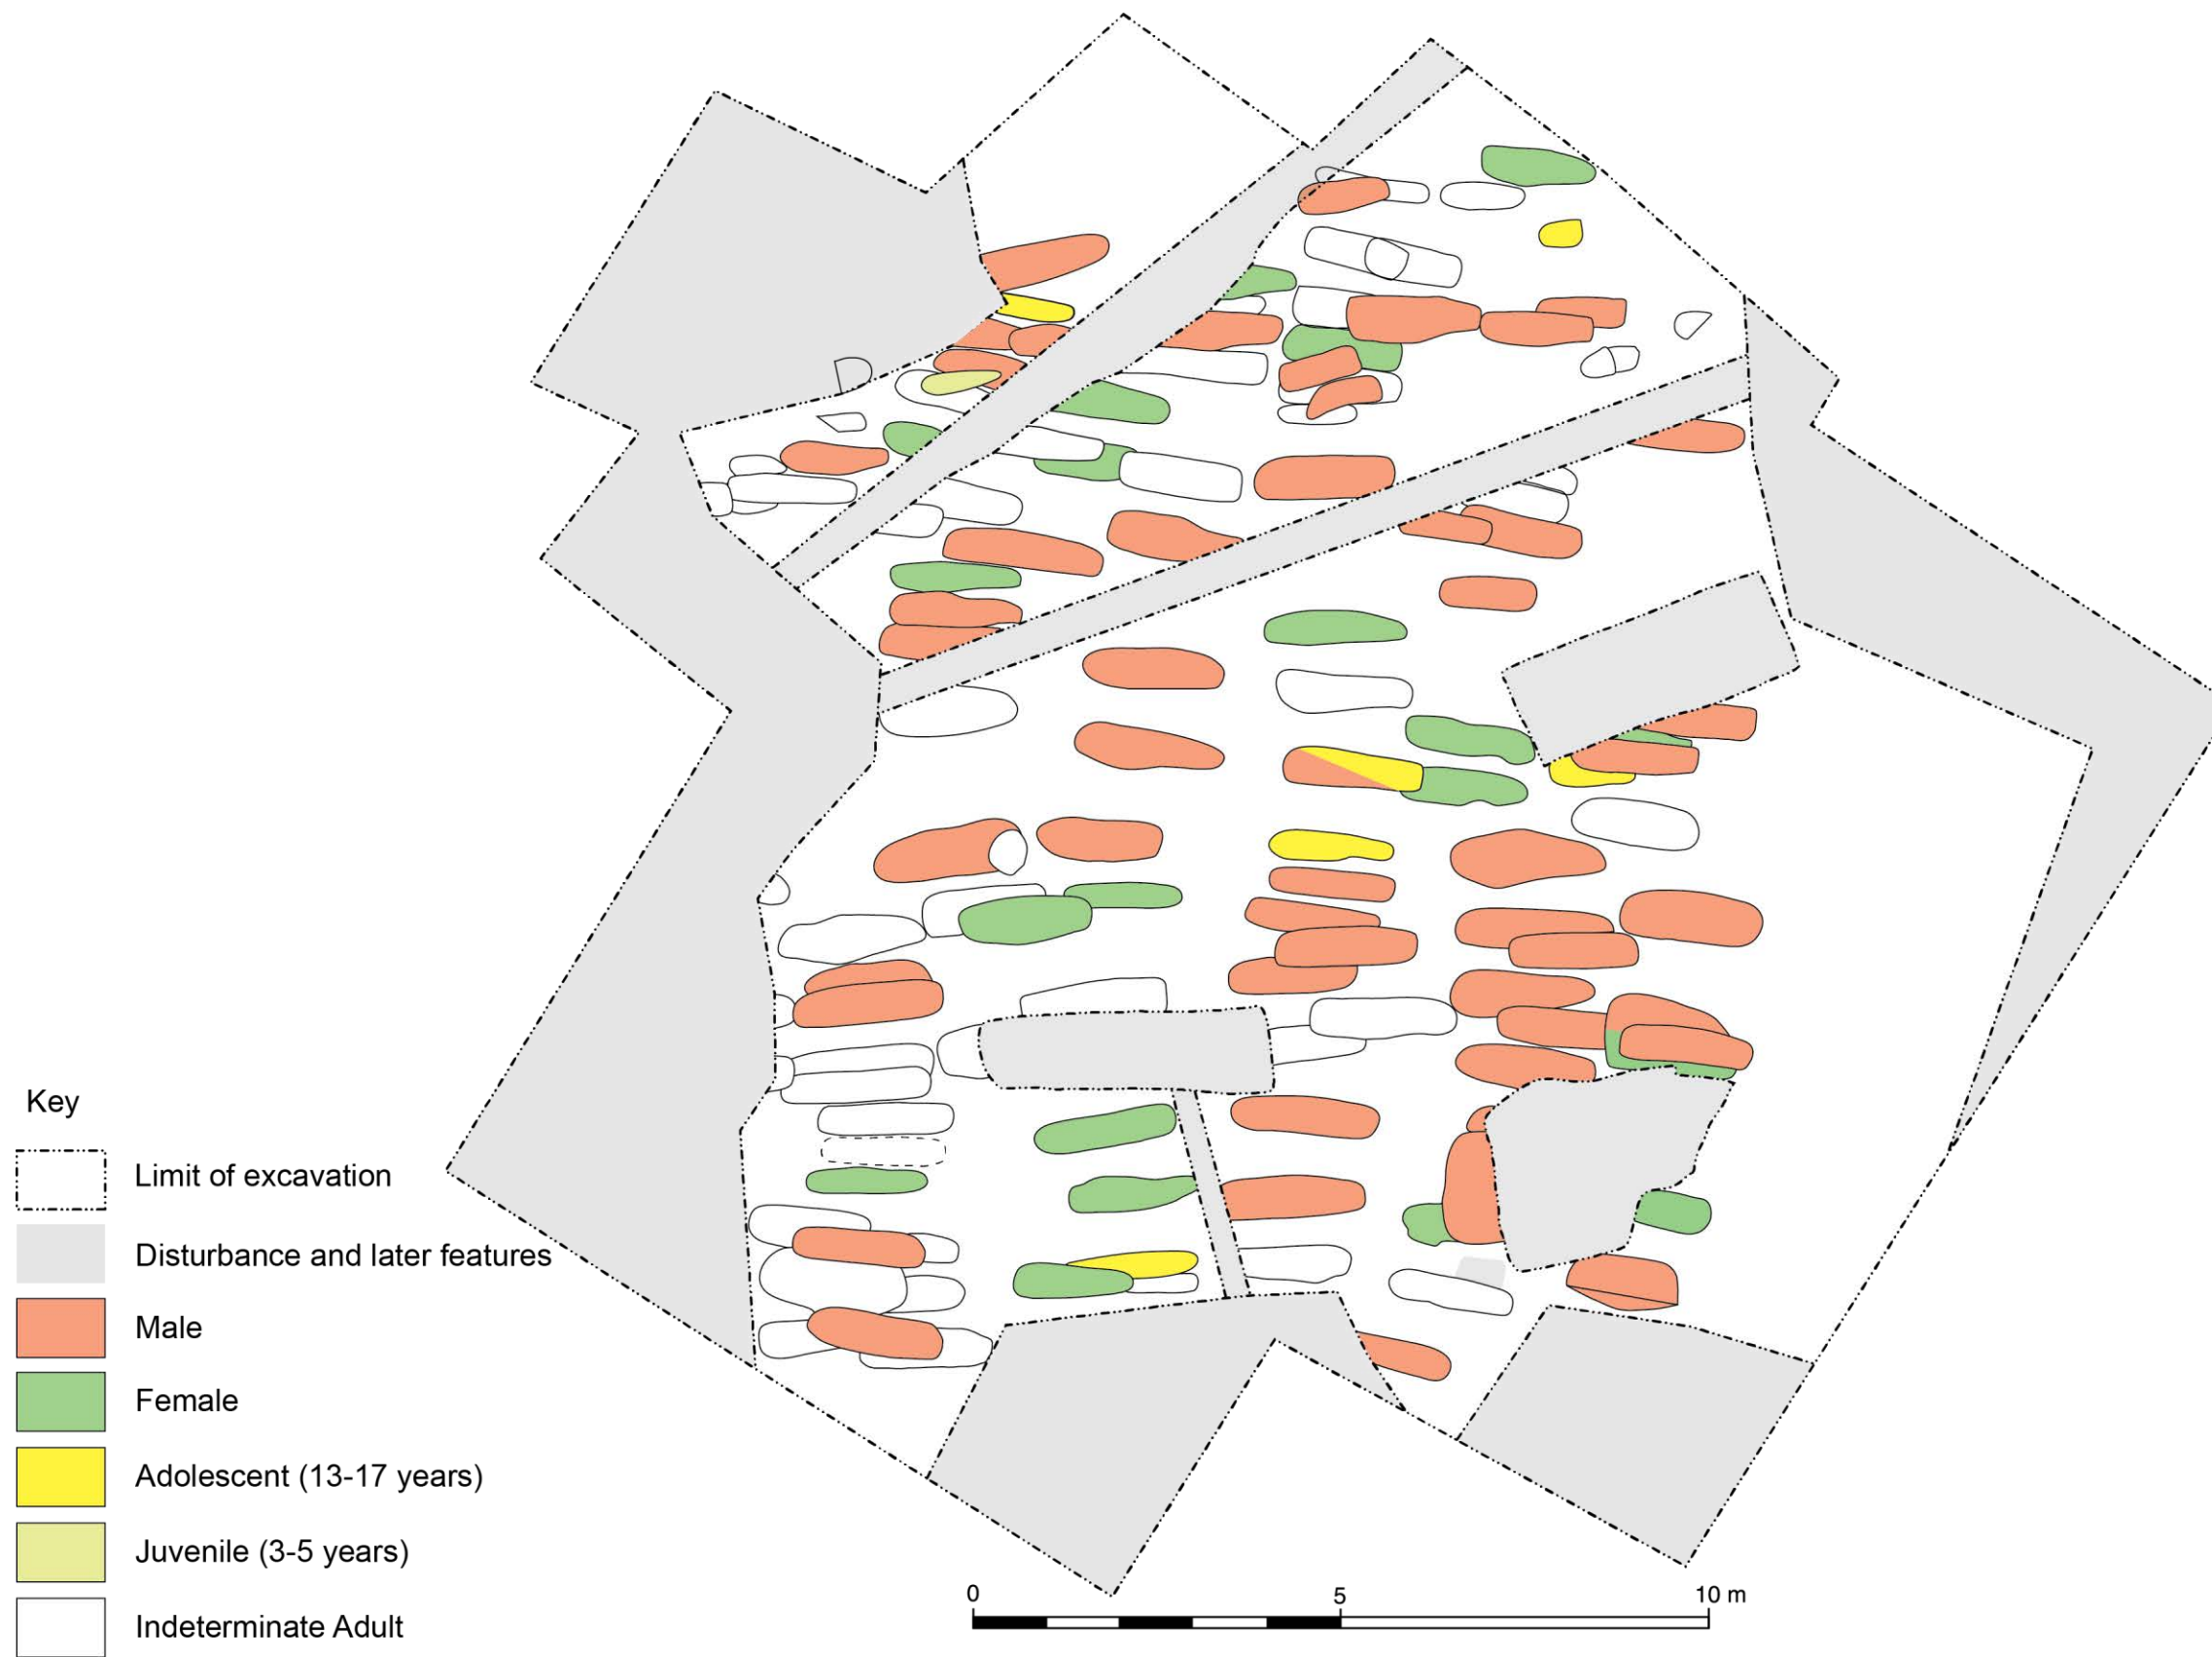 Key
Limit of excavation
Disturbance and later features
Male
Female
Adolescent (13-17 years)
Juvenile (3-5 years)
Indeterminate Adult
0 5 10 m